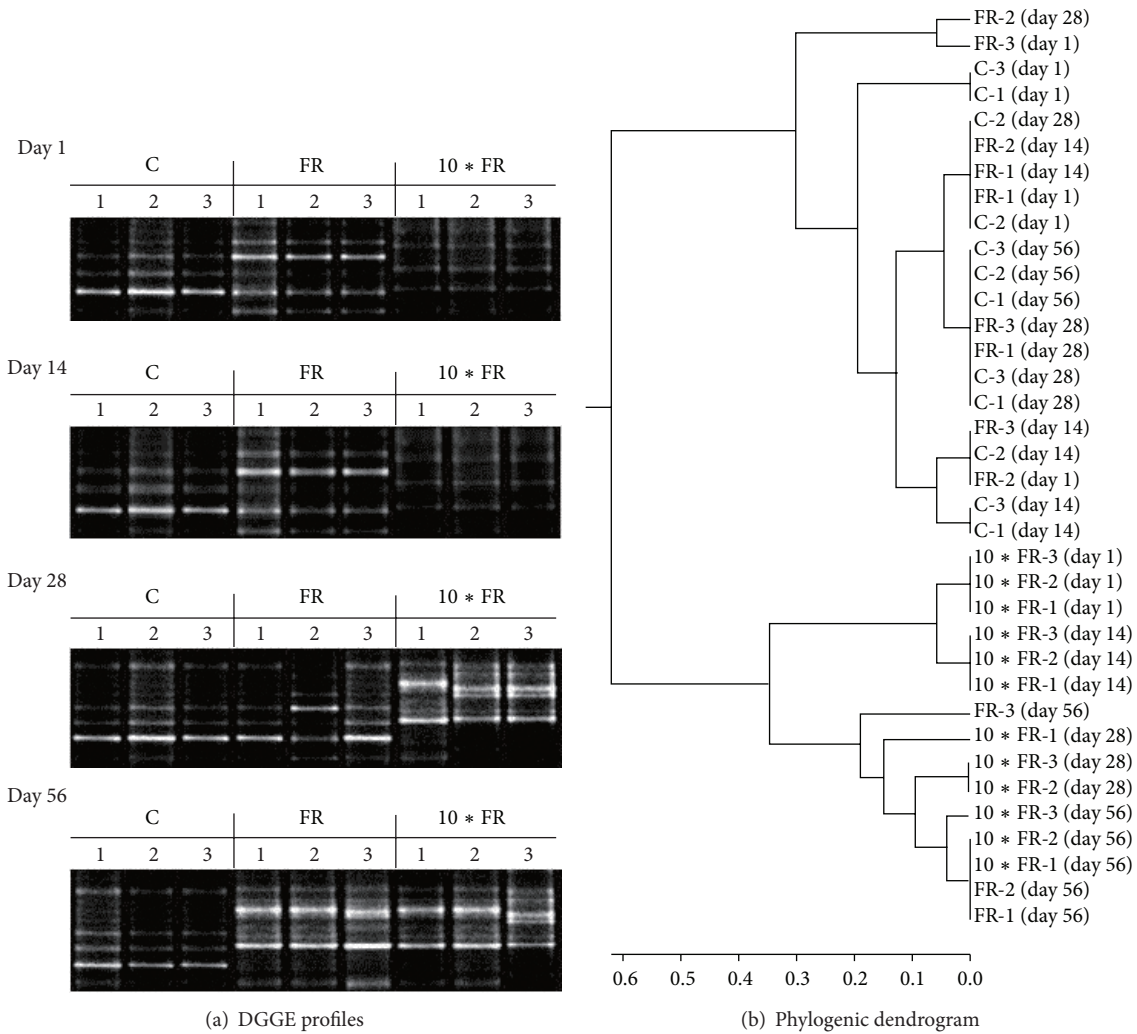 Day 1
C FR 10 ∗ FR
1 2 3 1 2 3 1 2 3
Day 14
C FR 10 ∗ FR
1 2 3 1 2 3 1 2 3
Day 28
C FR 10 ∗ FR
1 2 3 1 2 3 1 2 3
Day 56
C FR 10 ∗ FR
1 2 3 1 2 3 1 2 3
(a) DGGE profiles
FR-2 (day 28)
FR-3 (day 1)
C-3 (day 1)
C-1 (day 1)
C-2 (day 28)
FR-2 (day 14)
FR-1 (day 14)
FR-1 (day 1)
C-2 (day 1)
C-3 (day 56)
C-2 (day 56)
C-1 (day 56)
FR-3 (day 28)
FR-1 (day 28)
C-3 (day 28)
C-1 (day 28)
FR-3 (day 14)
C-2 (day 14)
FR-2 (day 1)
C-3 (day 14)
C-1 (day 14)
10 ∗ FR-3 (day 1)
10 ∗ FR-2 (day 1)
10 ∗ FR-1 (day 1)
10 ∗ FR-3 (day 14)
10 ∗ FR-2 (day 14)
10 ∗ FR-1 (day 14)
FR-3 (day 56)
10 ∗ FR-1 (day 28)
10 ∗ FR-3 (day 28)
10 ∗ FR-2 (day 28)
10 ∗ FR-3 (day 56)
10 ∗ FR-2 (day 56)
10 ∗ FR-1 (day 56)
FR-2 (day 56)
FR-1 (day 56)
0.6 0.5 0.4 0.3 0.2 0.1 0.0
(b) Phylogenic dendrogram